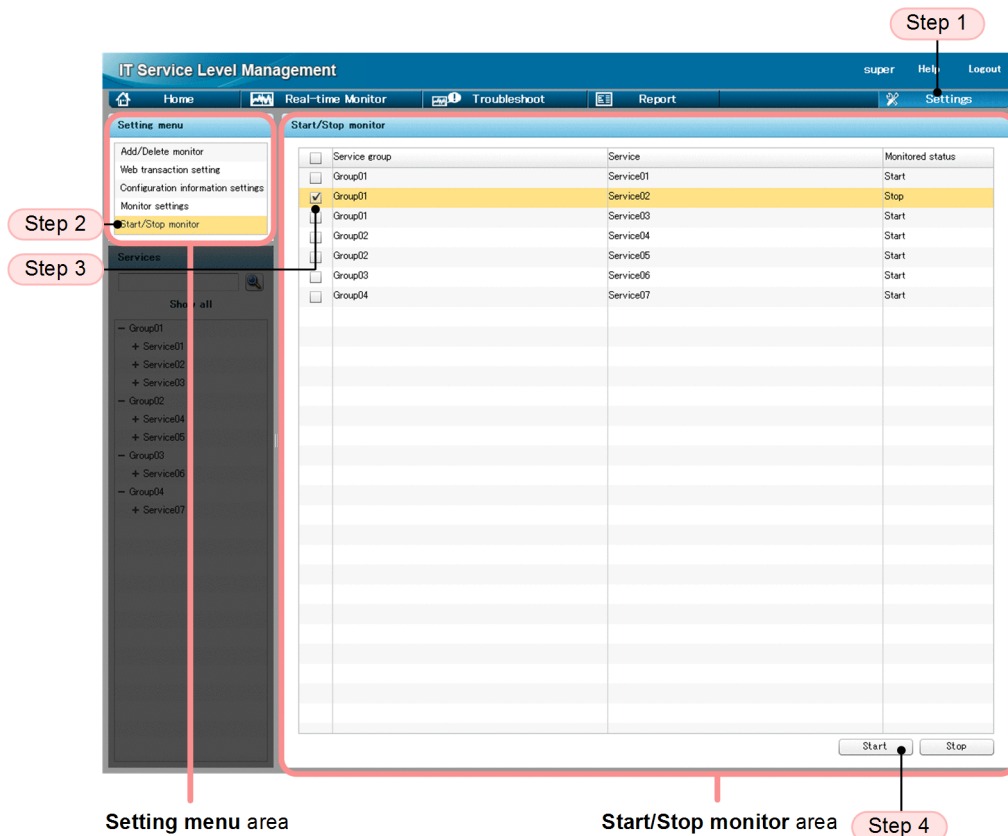 Step 1
IT Service Level Management
super Help Logout
Home Real-time Monitor Troubleshoot Report Settings
Setting menu
Add/Delete monitor
Web transaction setting
Configuration information settings
Monitor settings
Start/Stop monitor
Step 2
Step 3
Services
Show all
− Group01
+ Service01
+ Service02
+ Service03
− Group02
+ Service04
+ Service05
− Group03
+ Service06
− Group04
+ Service07
Start/Stop monitor
Service group Service Monitored status
Group01 Service01 Start
Group01 Service02 Stop
Group01 Service03 Start
Group02 Service04 Start
Group02 Service05 Start
Group03 Service06 Start
Group04 Service07 Start
Start Stop
Setting menu area
Start/Stop monitor area
Step 4